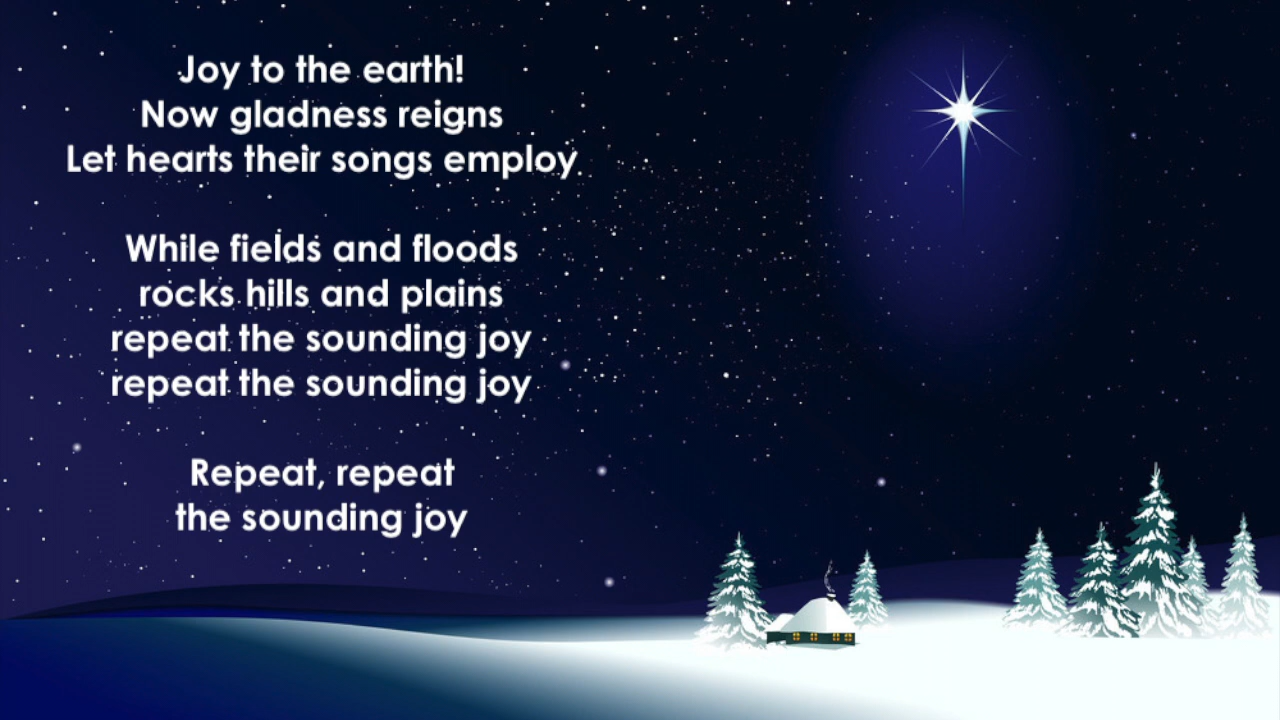 Joy to the earth!
Now gladness reigns
Let hearts their songs employ
While fields and floods
rocks hills and plains
repeat the sounding joy
repeat the sounding joy
Repeat, repeat
the sounding joy